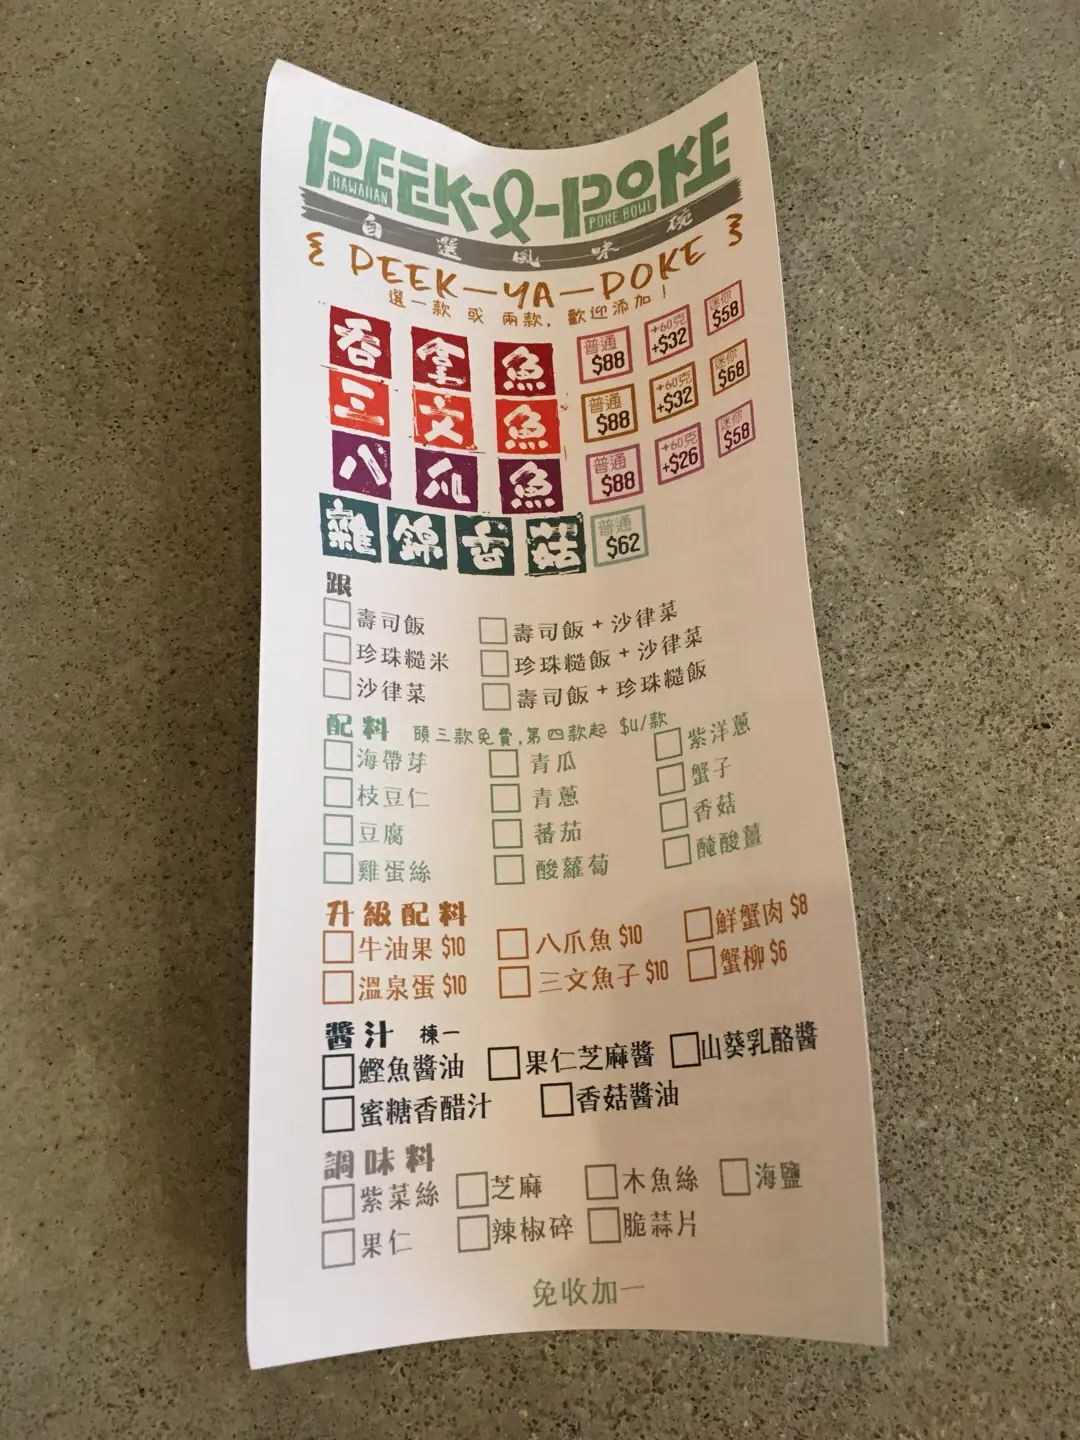 PEEK-A-POKE
HAWAIIAN POKE BOWL
自選風味碗
{ PEEK-YA-POKE }
選一款 或 兩款, 歡迎添加!
吞拿魚 普通 $88 +60克 +$32 迷你 $58
三文魚 普通 $88 +60克 +$32 迷你 $68
八爪魚 普通 $88 +60克 +$26 迷你 $58
雜錦香菇 普通 $62
跟
壽司飯 壽司飯 + 沙律菜
珍珠糙米 珍珠糙飯 + 沙律菜
沙律菜 壽司飯 + 珍珠糙飯
配料 頭三款免費,第四款起 $4/款
海帶芽 青瓜 紫洋蔥
枝豆仁 青蔥 蟹子
豆腐 蕃茄 香菇
雞蛋絲 酸蘿蔔 醃酸薑
升級配料
牛油果 $10 八爪魚 $10 鮮蟹肉 $8
溫泉蛋 $10 三文魚子 $10 蟹柳 $6
醬汁 楝一
鰹魚醬油 果仁芝麻醬 山葵乳酪醬
蜜糖香醋汁 香菇醬油
調味料
紫菜絲 芝麻 木魚絲 海鹽
果仁 辣椒碎 脆蒜片
免收加一